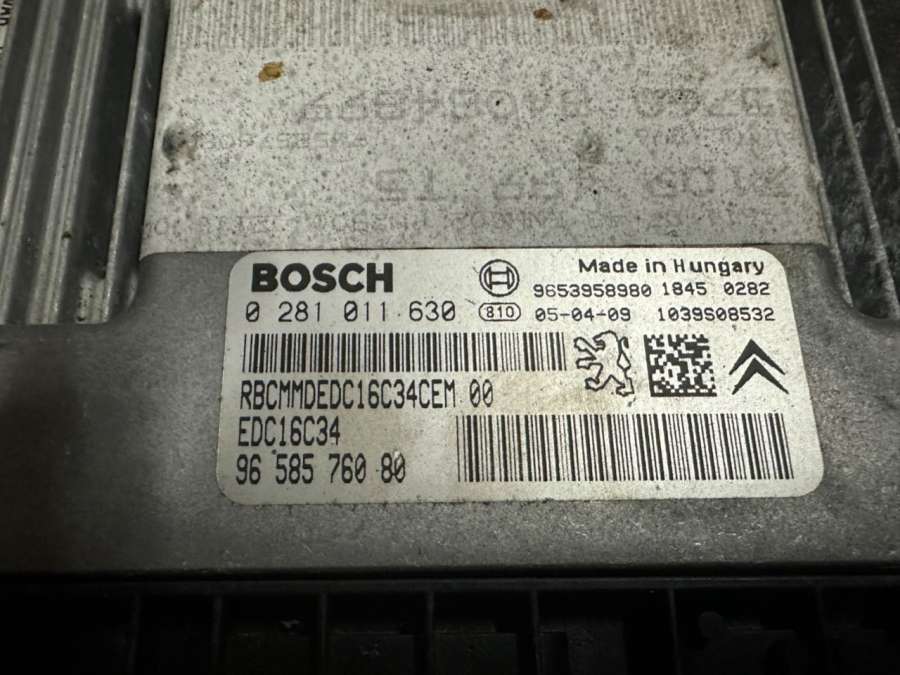 BOSCH
Made in Hungary
9653958980 1845 0282
0 281 011 630 810 05-04-09 1039S08532
RBCMMDEDC16C34CEM 00
EDC16C34
96 585 760 80